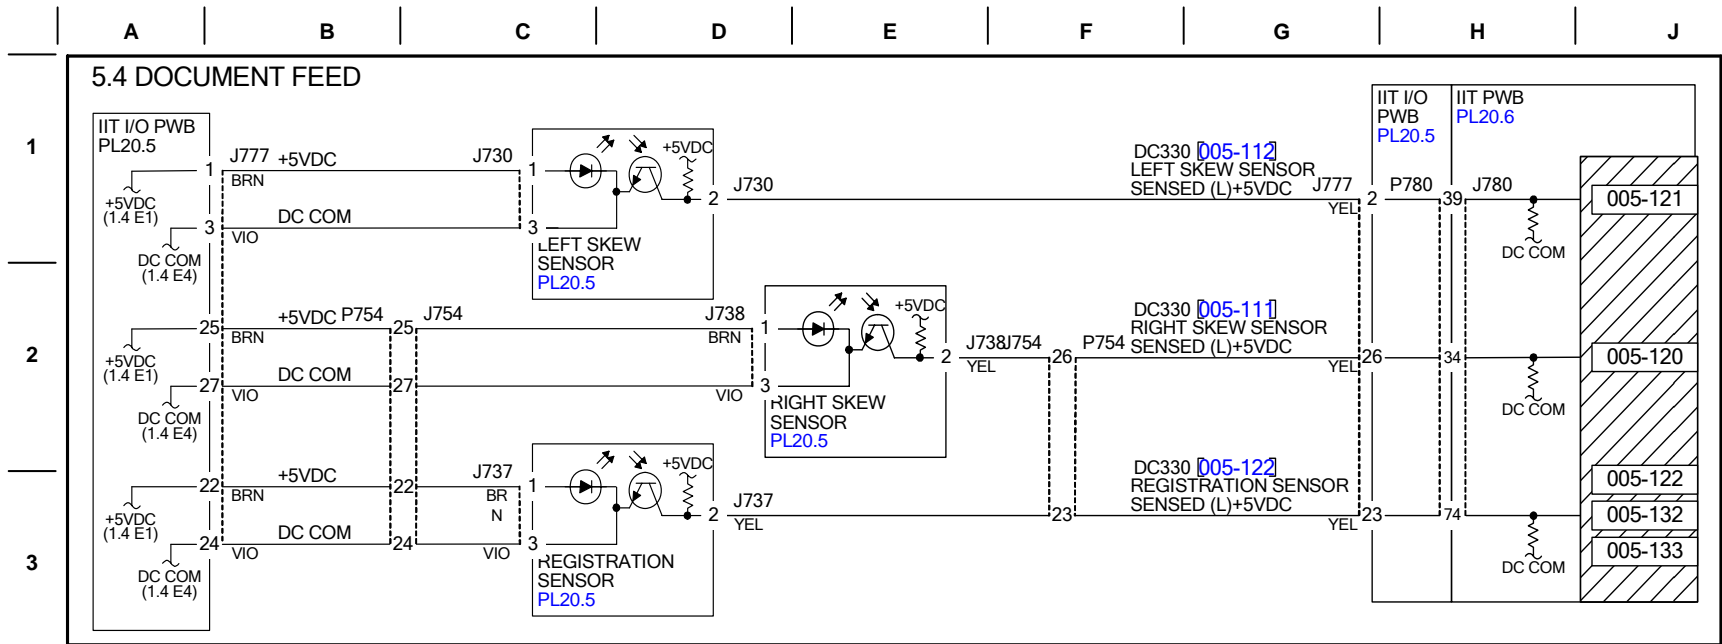 A B C D E F G H J
5.4 DOCUMENT FEED
1
2
3
IIT I/O PWB
PL20.5
+5VDC
(1.4 E1)
DC COM
(1.4 E4)
1 J777 +5VDC J730 1
BRN
3 DC COM 3
VIO
+5VDC
2 J730
LEFT SKEW
SENSOR
PL20.5
DC330 [005-112]
LEFT SKEW SENSOR
SENSED (L)+5VDC J777 2 P780 39 J780
YEL
IIT I/O
PWB
PL20.5
IIT PWB
PL20.6
DC COM
005-121
+5VDC
(1.4 E1)
DC COM
(1.4 E4)
25 +5VDC P754 25 J754 J738 1
BRN BRN
27 DC COM 27 3
VIO VIO
+5VDC
2 J738 J754 26 P754
YEL
RIGHT SKEW
SENSOR
PL20.5
DC330 [005-111]
RIGHT SKEW SENSOR
SENSED (L)+5VDC 26 34
YEL
DC COM
005-120
+5VDC
(1.4 E1)
DC COM
(1.4 E4)
22 +5VDC 22 J737 1
BRN BR
N
24 DC COM 24 3
VIO VIO
+5VDC
2 J737 23
YEL
REGISTRATION
SENSOR
PL20.5
DC330 [005-122]
REGISTRATION SENSOR
SENSED (L)+5VDC 23 74
YEL
DC COM
005-122
005-132
005-133